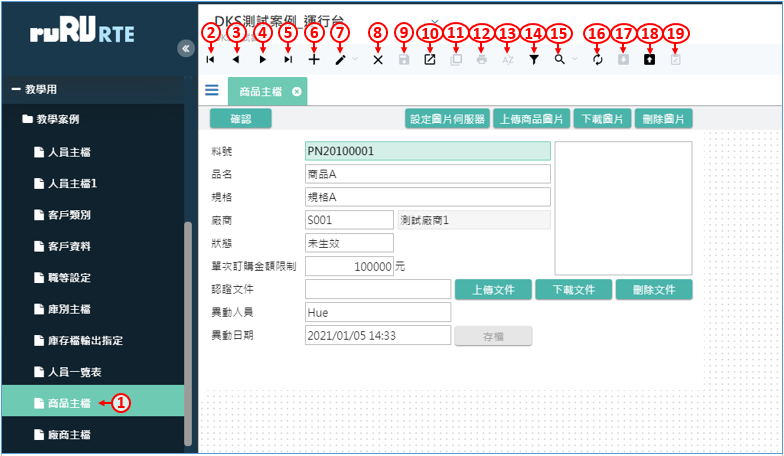 ruRU RTE
DKS測試案例_運行台
2 3 4 5 6 7 8 9 10 11 12 13 14 15 16 17 18 19
教學用
教學案例
人員主檔
人員主檔1
客戶類別
客戶資料
職等設定
庫別主檔
庫存檔輸出指定
人員一覽表
商品主檔 1
廠商主檔
商品主檔
確認 設定圖片伺服器 上傳商品圖片 下載圖片 刪除圖片
料號 PN20100001
品名 商品A
規格 規格A
廠商 S001 測試廠商1
狀態 未生效
單次訂購金額限制 100000 元
認證文件 上傳文件 下載文件 刪除文件
異動人員 Hue
異動日期 2021/01/05 14:33 存檔